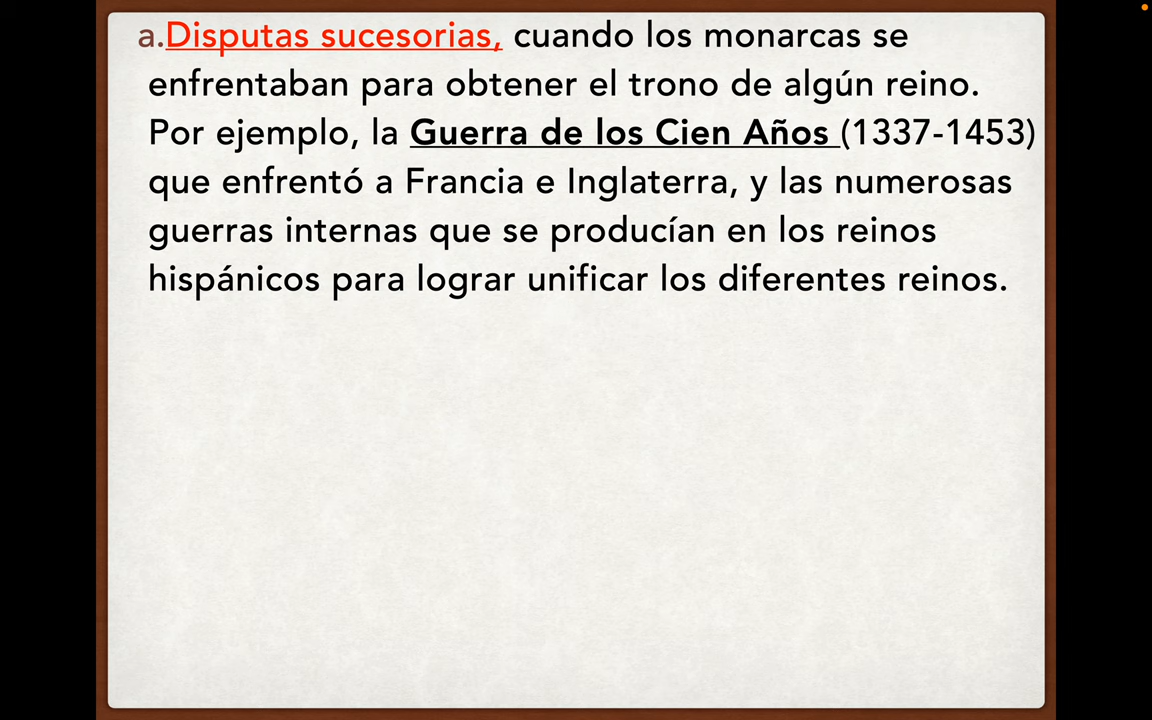 a.Disputas sucesorias, cuando los monarcas se
enfrentaban para obtener el trono de algún reino.
Por ejemplo, la Guerra de los Cien Años (1337-1453)
que enfrentó a Francia e Inglaterra, y las numerosas
guerras internas que se producían en los reinos
hispánicos para lograr unificar los diferentes reinos.